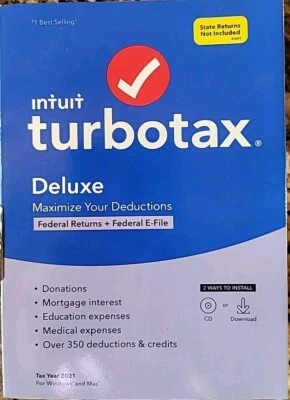 #1 Best Selling
State Returns
Not Included
intuit
turbotax®
Deluxe
Maximize Your Deductions
Federal Returns + Federal E-File
• Donations
• Mortgage interest
• Education expenses
• Medical expenses
• Over 350 deductions & credits
2 WAYS TO INSTALL
or
CD Download
Tax Year 2021
For Windows® and Mac®